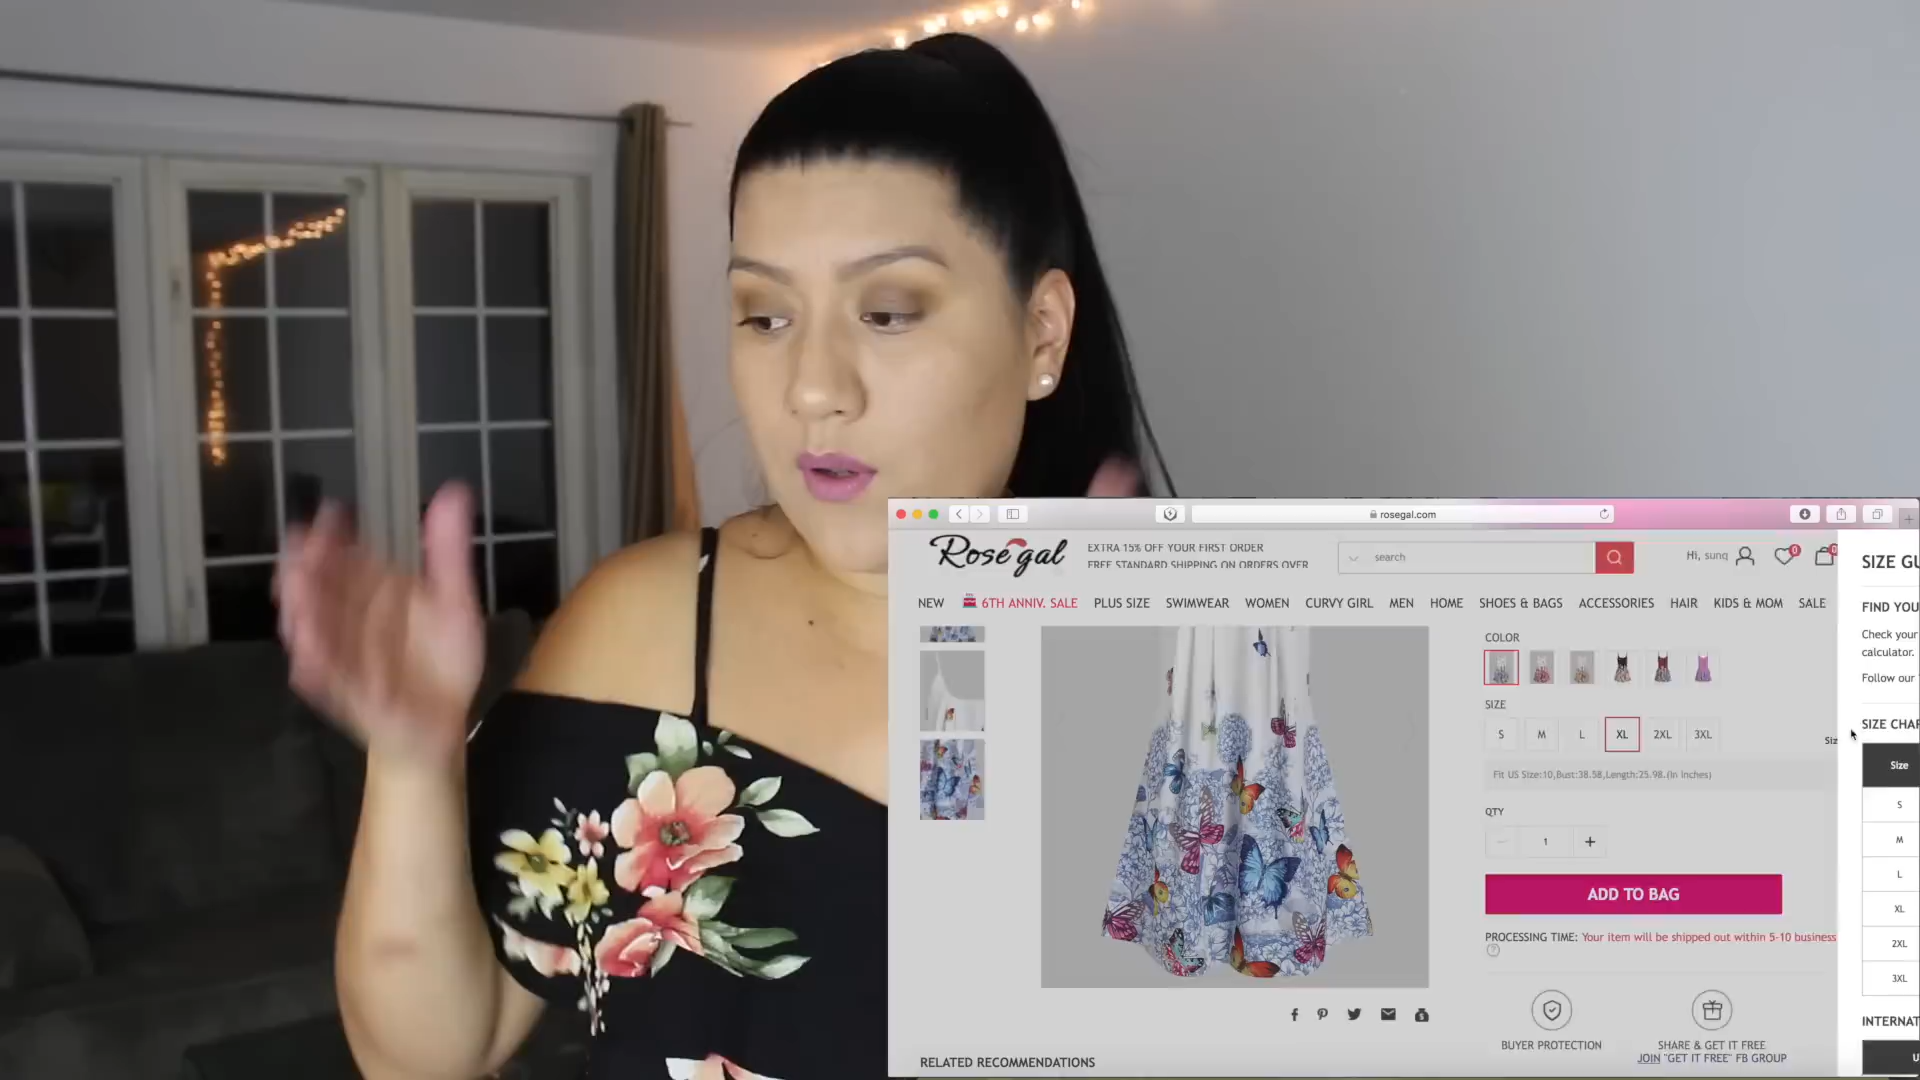 rosegal.com
Rosegal
EXTRA 15% OFF YOUR FIRST ORDER
FREE STANDARD SHIPPING ON ORDERS OVER
search
Hi, sunq
0
0
NEW
6TH ANNIV. SALE
PLUS SIZE
SWIMWEAR
WOMEN
CURVY GIRL
MEN
HOME
SHOES & BAGS
ACCESSORIES
HAIR
KIDS & MOM
SALE
COLOR
SIZE
S
M
L
XL
2XL
3XL
Siz
Fit US Size:10,Bust:38.58,Length:25.98.(In Inches)
QTY
1
ADD TO BAG
PROCESSING TIME: Your item will be shipped out within 5-10 business
?
BUYER PROTECTION
SHARE & GET IT FREE
JOIN "GET IT FREE" FB GROUP
RELATED RECOMMENDATIONS
SIZE GU
FIND YOU
Check your
calculator.
Follow our
SIZE CHAR
Size
S
M
L
XL
2XL
3XL
INTERNAT
U